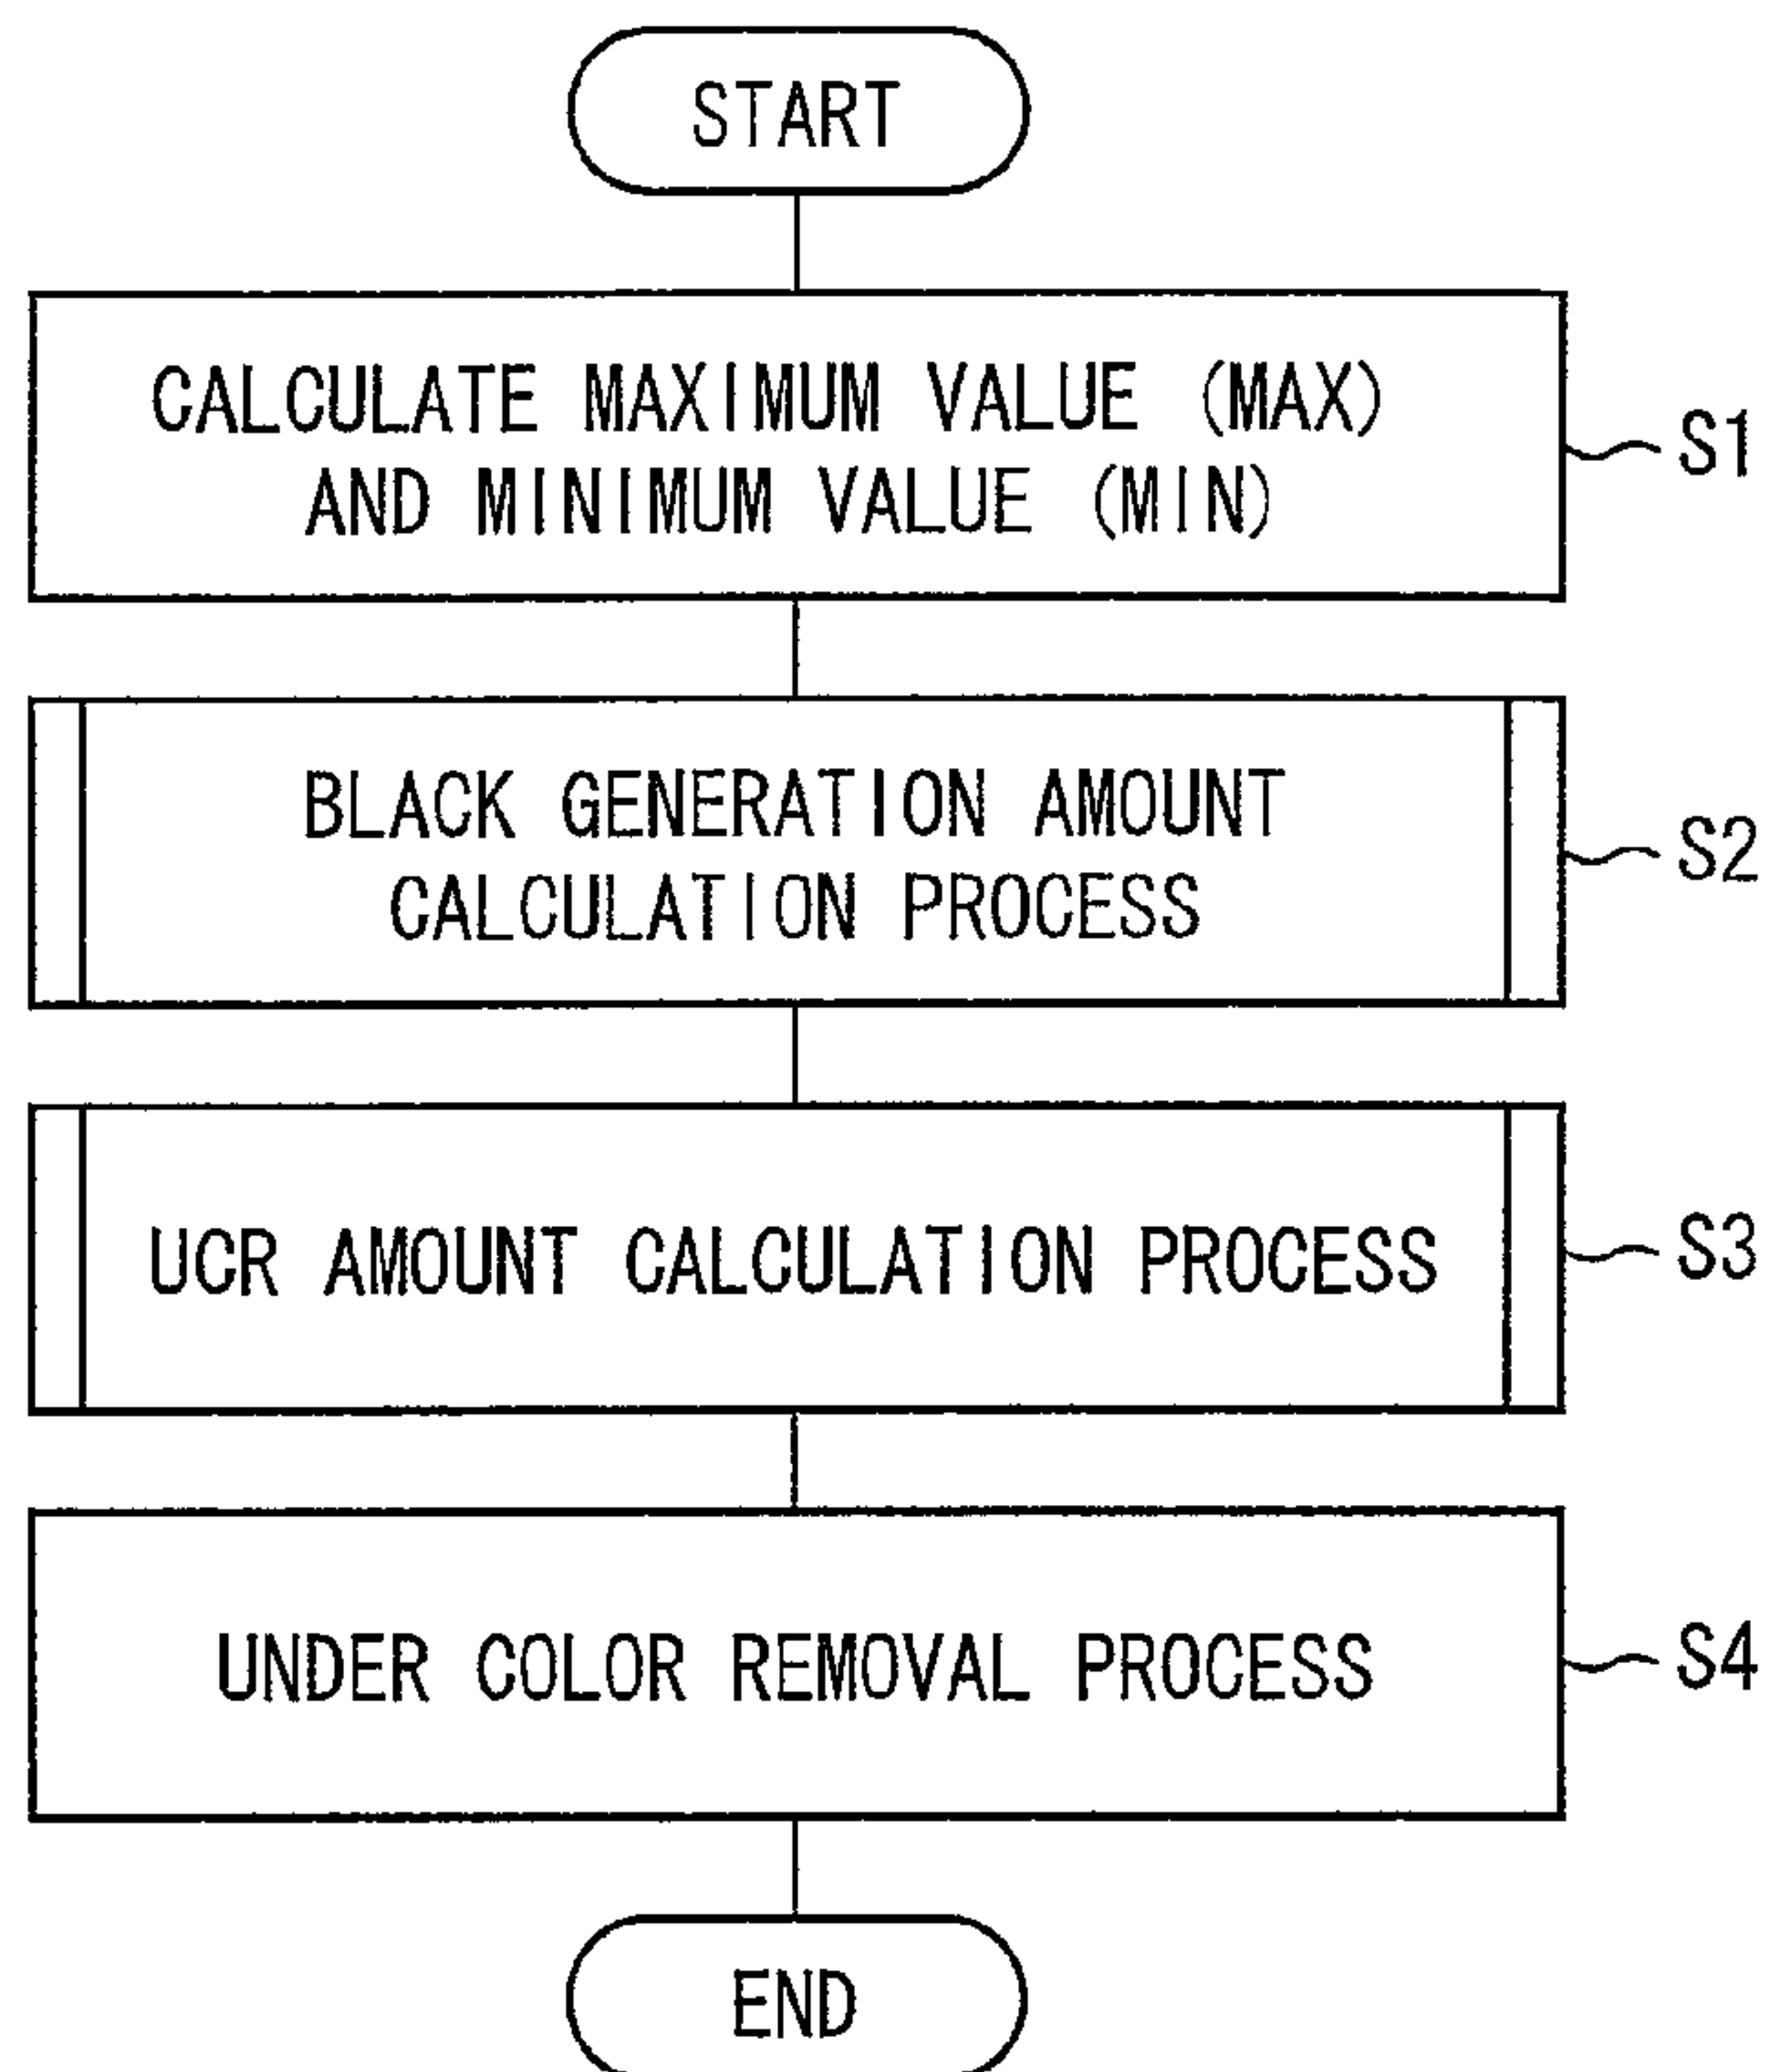 START
CALCULATE MAXIMUM VALUE (MAX)
AND MINIMUM VALUE (MIN)
S1
BLACK GENERATION AMOUNT
CALCULATION PROCESS
S2
UCR AMOUNT CALCULATION PROCESS
S3
UNDER COLOR REMOVAL PROCESS
S4
END